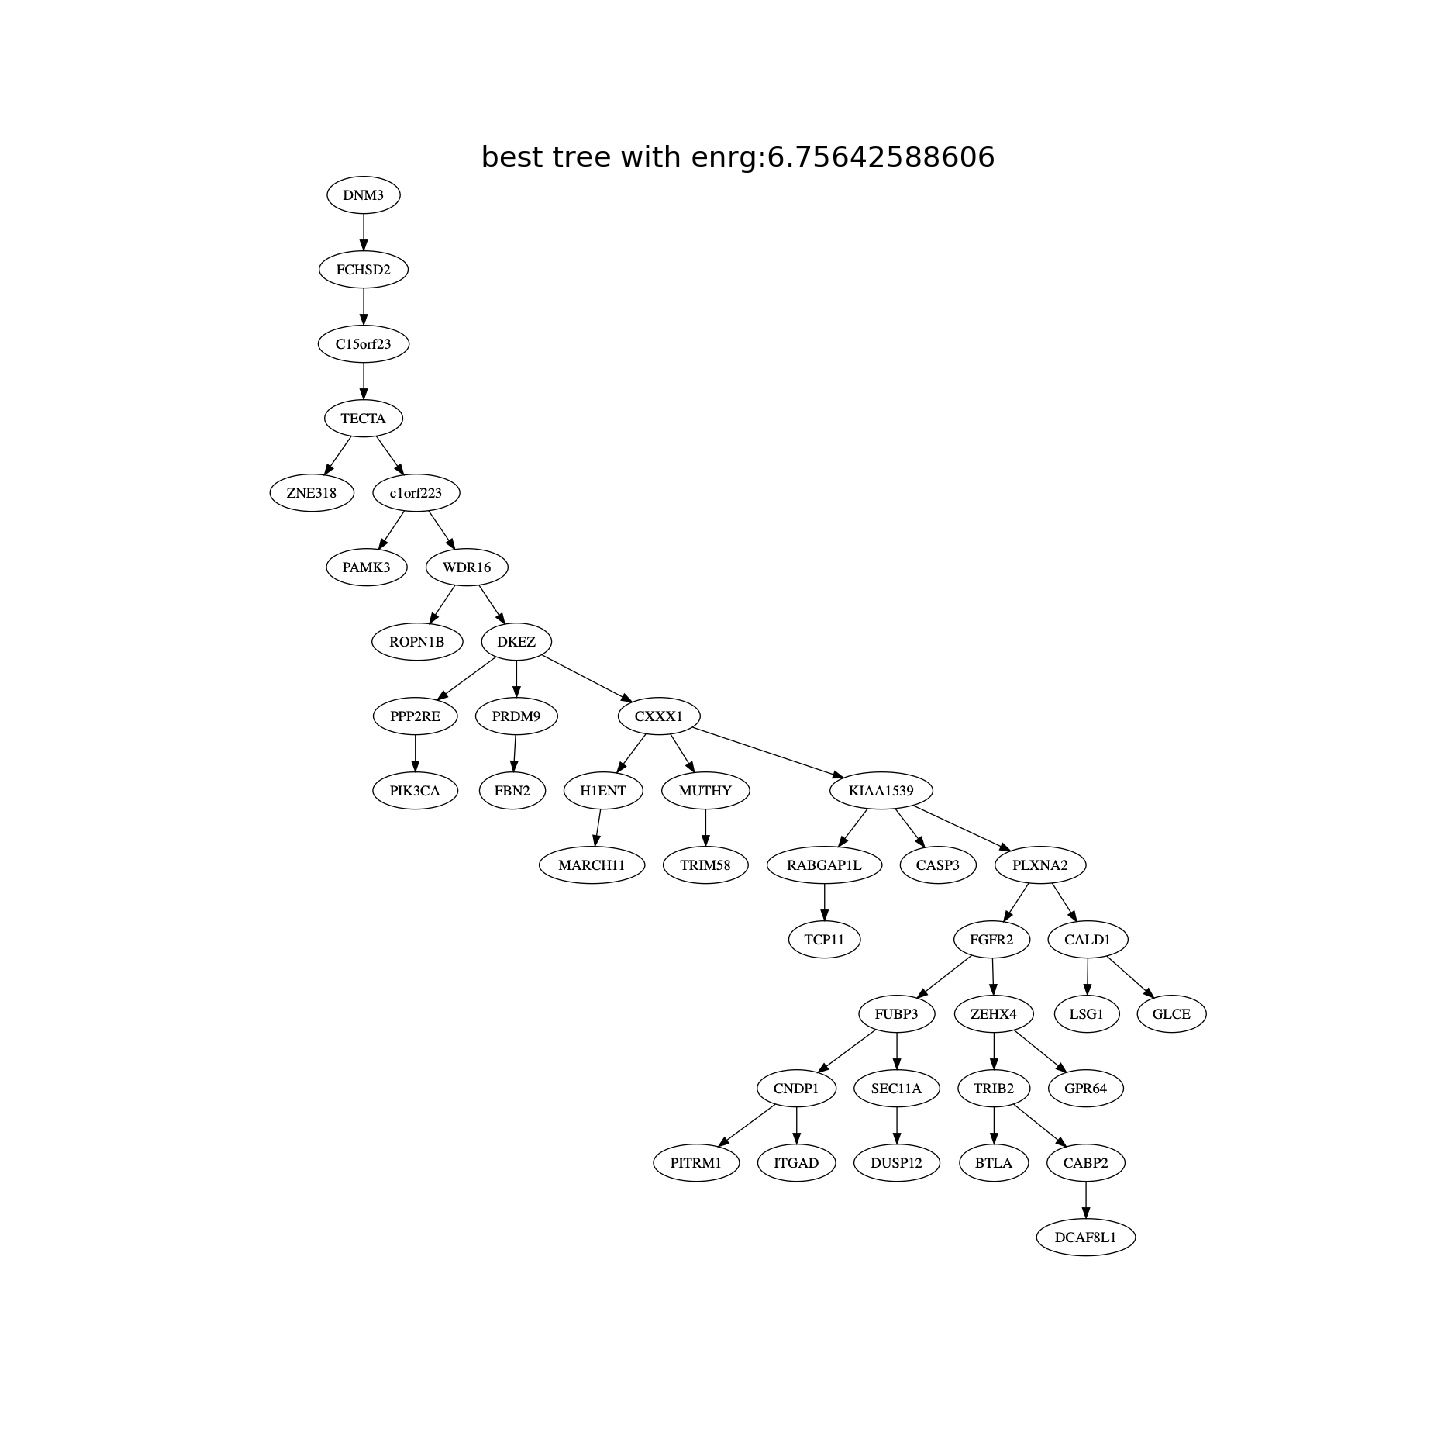 best tree with enrg:6.75642588606
DNM3
FCHSD2
C15orf23
TECTA
ZNE318 c1orf223
PAMK3 WDR16
ROPN1B DKEZ
PPP2RE PRDM9 CXXX1
PIK3CA FBN2 H1ENT MUTHY KIAA1539
MARCH11 TRIM58 RABGAP1L CASP3 PLXNA2
TCP11 FGFR2 CALD1
FUBP3 ZEHX4 LSG1 GLCE
CNDP1 SEC11A TRIB2 GPR64
PITRM1 ITGAD DUSP12 BTLA CABP2
DCAF8L1